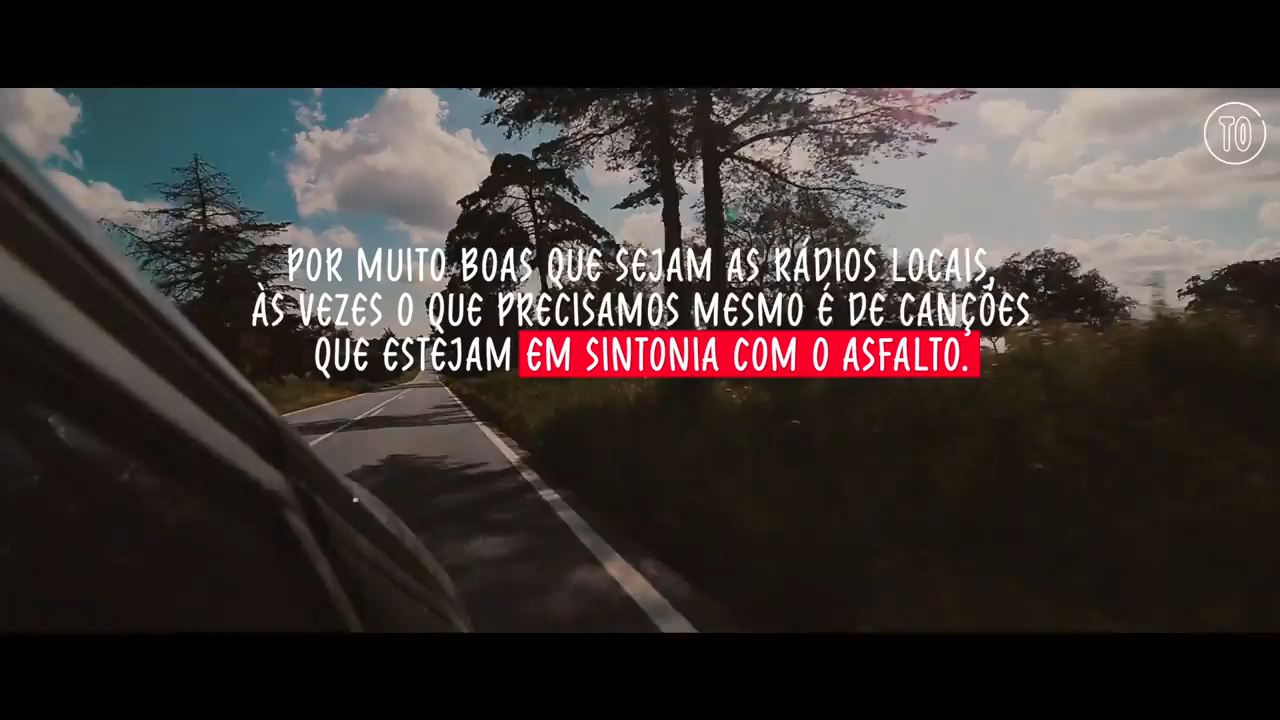 TO
POR MUITO BOAS QUE SEJAM AS RÁDIOS LOCAIS,
ÀS VEZES O QUE PRECISAMOS MESMO É DE CANÇÕES
QUE ESTEJAM EM SINTONIA COM O ASFALTO.